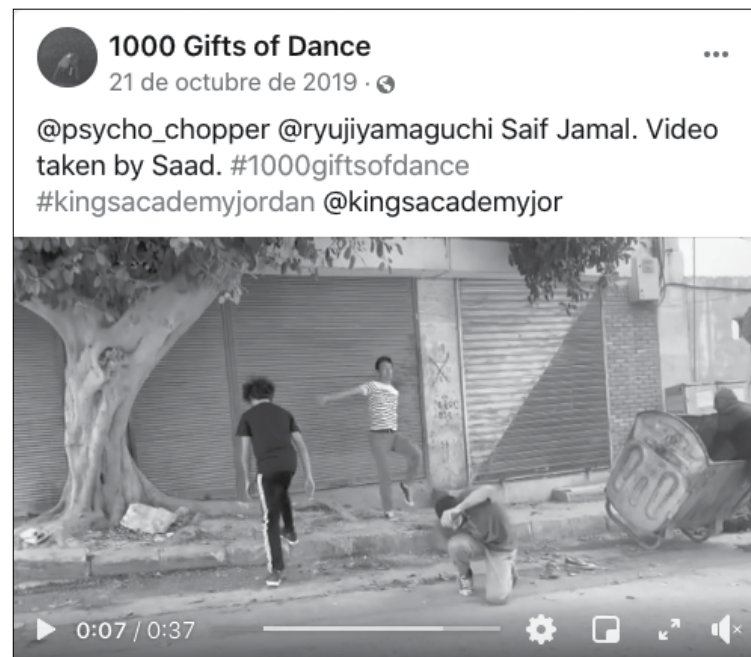 1000 Gifts of Dance
21 de octubre de 2019
@psycho_chopper @ryujiyamaguchi Saif Jamal. Video
taken by Saad. #1000giftsofdance
#kingsacademyjordan @kingsacademyjor
0:07 / 0:37